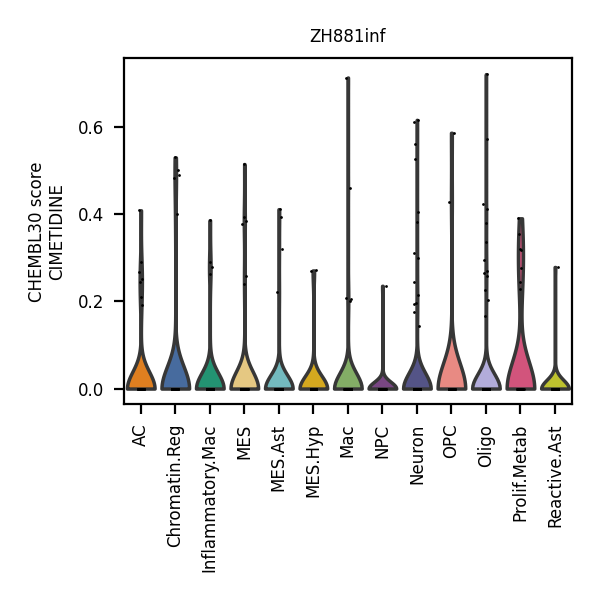 ZH881inf
CHEMBL30 score
CIMETIDINE
0.6
0.4
0.2
0.0
AC
Chromatin.Reg
Inflammatory.Mac
MES
MES.Ast
MES.Hyp
Mac
NPC
Neuron
OPC
Oligo
Prolif.Metab
Reactive.Ast